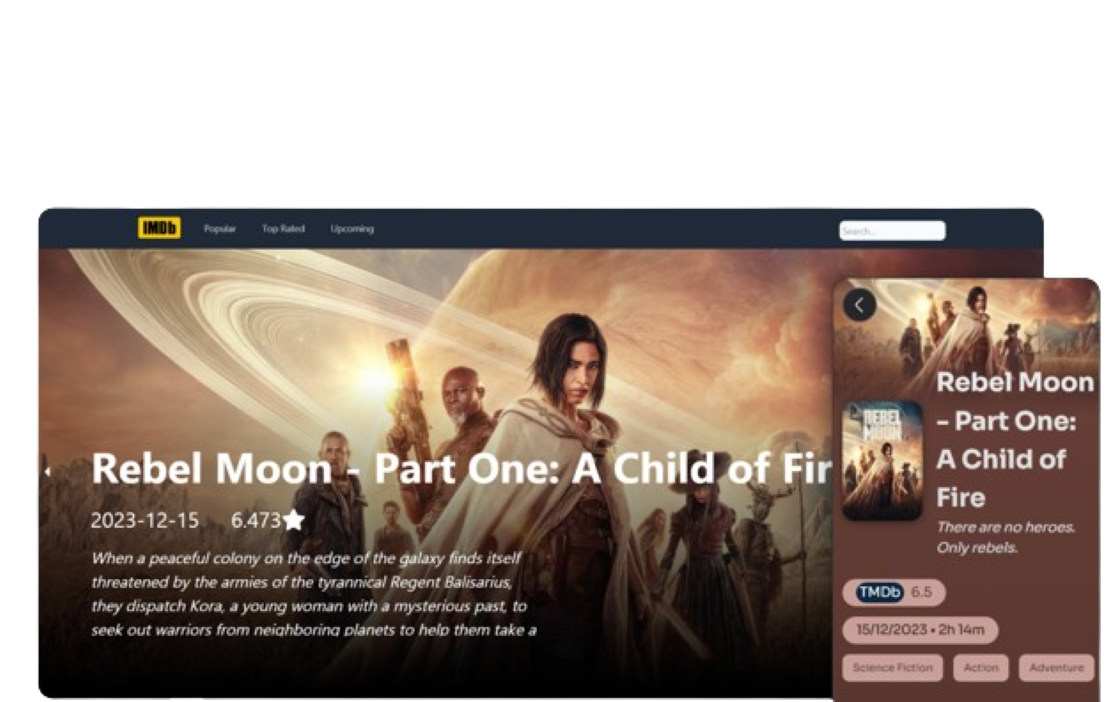 IMDb Popular Top Rated Upcoming Search...
Rebel Moon - Part One: A Child of Fir
2023-12-15 6.473
When a peaceful colony on the edge of the galaxy finds itself
threatened by the armies of the tyrannical Regent Balisarius,
they dispatch Kora, a young woman with a mysterious past, to
seek out warriors from neighboring planets to help them take a
REBEL
MOON
Rebel Moon
- Part One:
A Child of
Fire
There are no heroes.
Only rebels.
TMDb 6.5
15/12/2023 • 2h 14m
Science Fiction Action Adventure